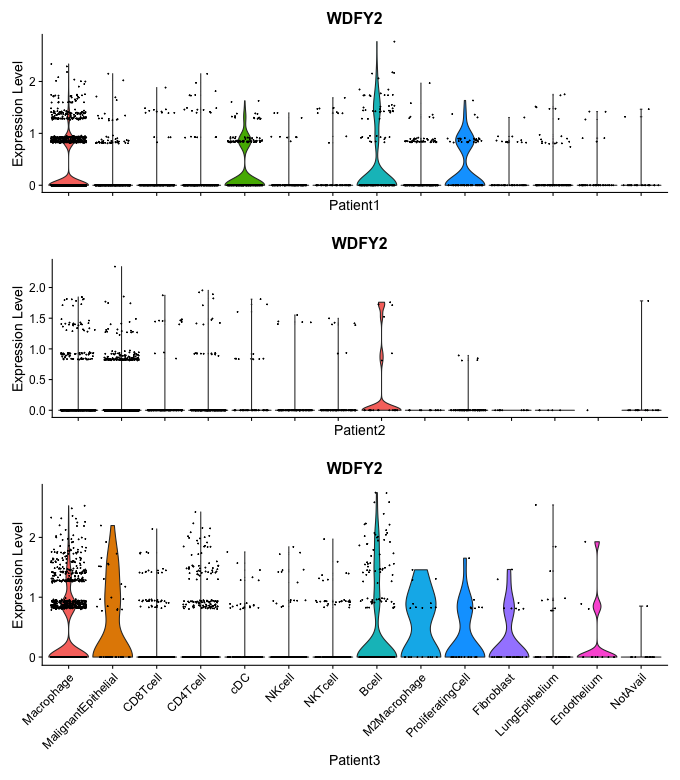 WDFY2
Expression Level
2
1
0
Patient1
WDFY2
Expression Level
2.0
1.5
1.0
0.5
0.0
Patient2
WDFY2
Expression Level
2
1
0
Macrophage
MalignantEpithelial
CD8Tcell
CD4Tcell
cDC
NKcell
NKTcell
Bcell
M2Macrophage
ProliferatingCell
Fibroblast
LungEpithelium
Endothelium
NotAvail
Patient3